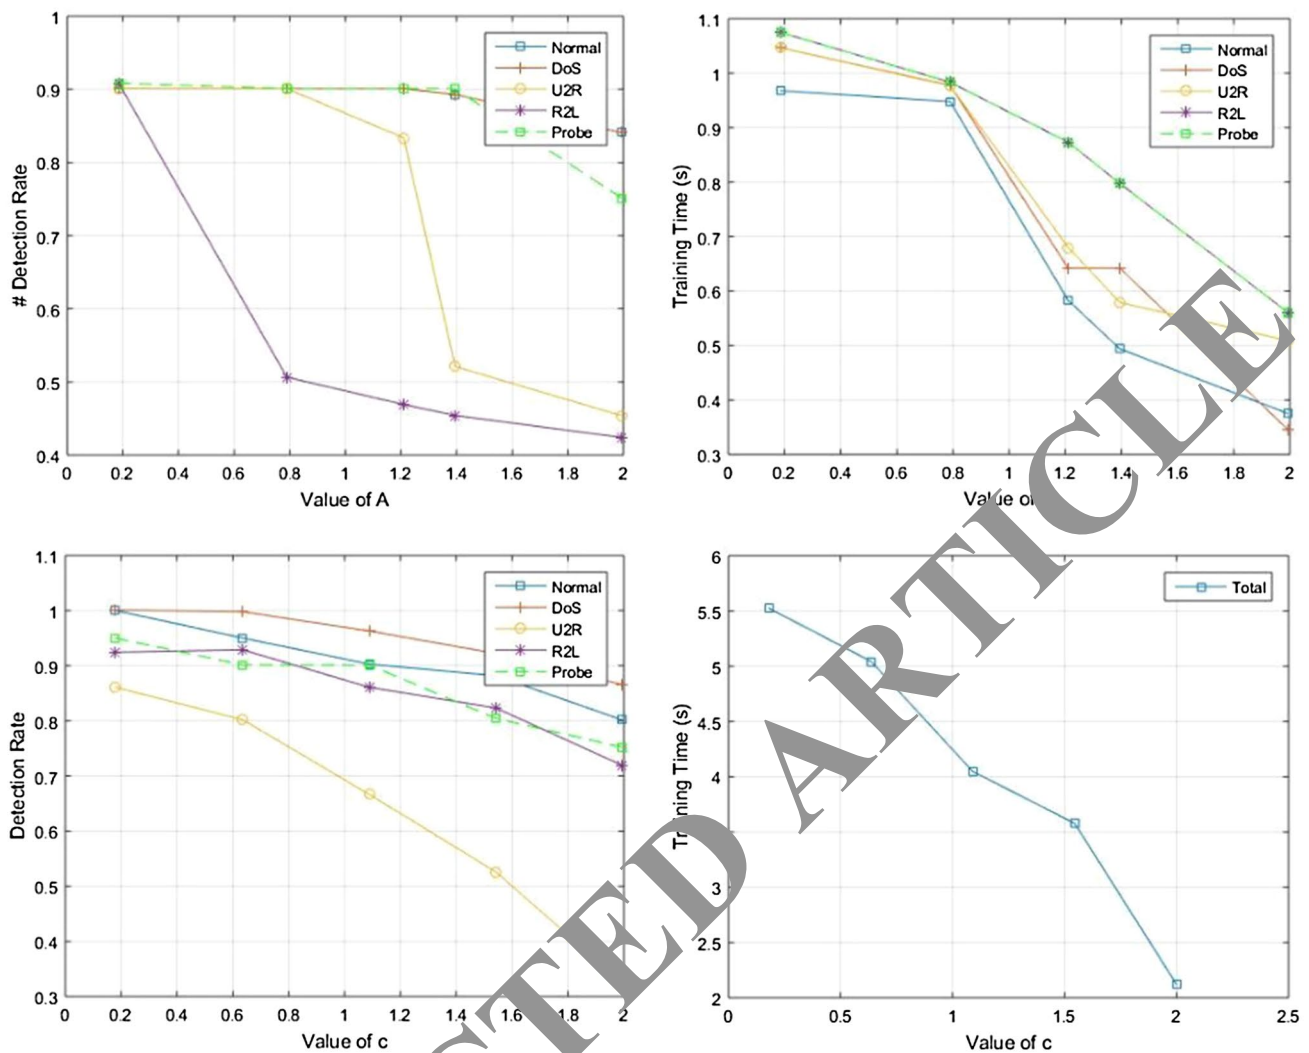 1
0.9
0.8
0.7
0.6
0.5
0.4
# Detection Rate
0 0.2 0.4 0.6 0.8 1 1.2 1.4 1.6 1.8 2
Value of A
Normal
DoS
U2R
R2L
Probe
1.1
1
0.9
0.8
0.7
0.6
0.5
0.4
0.3
Training Time (s)
0 0.2 0.4 0.6 0.8 1 1.2 1.4 1.6 1.8 2
Value of
Normal
DoS
U2R
R2L
Probe
1.1
1
0.9
0.8
0.7
0.6
0.5
0.4
0.3
Detection Rate
0 0.2 0.4 0.6 0.8 1 1.2 1.4 1.6 1.8 2
Value of c
Normal
DoS
U2R
R2L
Probe
6
5.5
5
4.5
4
3
2.5
2
Training Time (s)
0 0.5 1 1.5 2 2.5
Value of c
Total
CTED ARTICLE